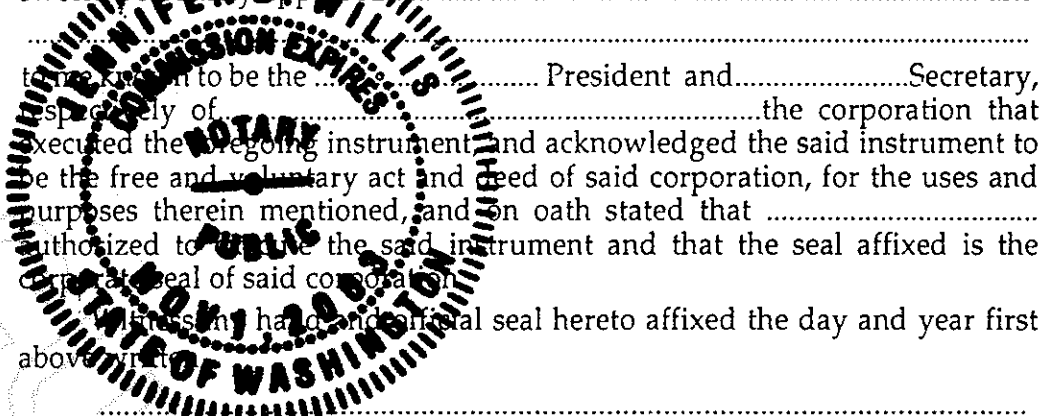 to me known to be the ........................ President and......................Secretary,
respectively of........................................................................the corporation that
executed the foregoing instrument, and acknowledged the said instrument to
be the free and voluntary act and deed of said corporation, for the uses and
purposes therein mentioned, and on oath stated that ..................................
authorized to execute the said instrument and that the seal affixed is the
corporate seal of said corporation.
Witness my hand and official seal hereto affixed the day and year first
above written.
WILLIS
COMMISSION EXPIRES
NOTARY
PUBLIC
STATE OF WASHINGTON